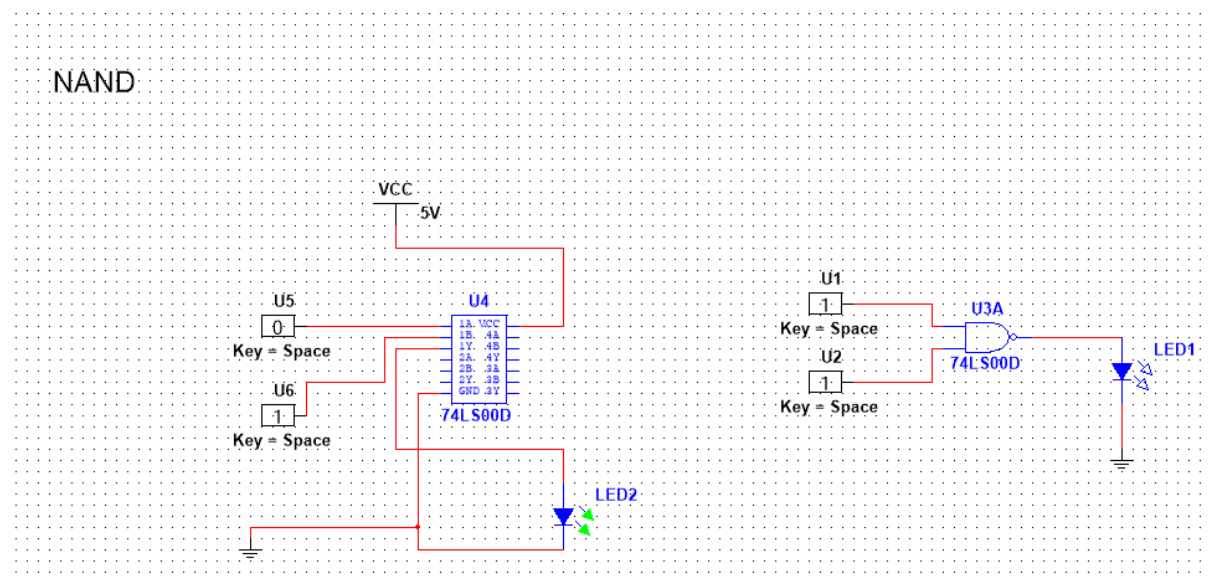 NAND
VCC
5V
U5
0
Key = Space
U6
1
Key = Space
U4
1A. VCC
1B. .4A
1Y. .4B
2A. .4Y
2B. .3A
2Y. .3B
GND .3Y
74LS00D
LED2
U1
1
Key = Space
U2
1
Key = Space
U3A
74LS00D
LED1